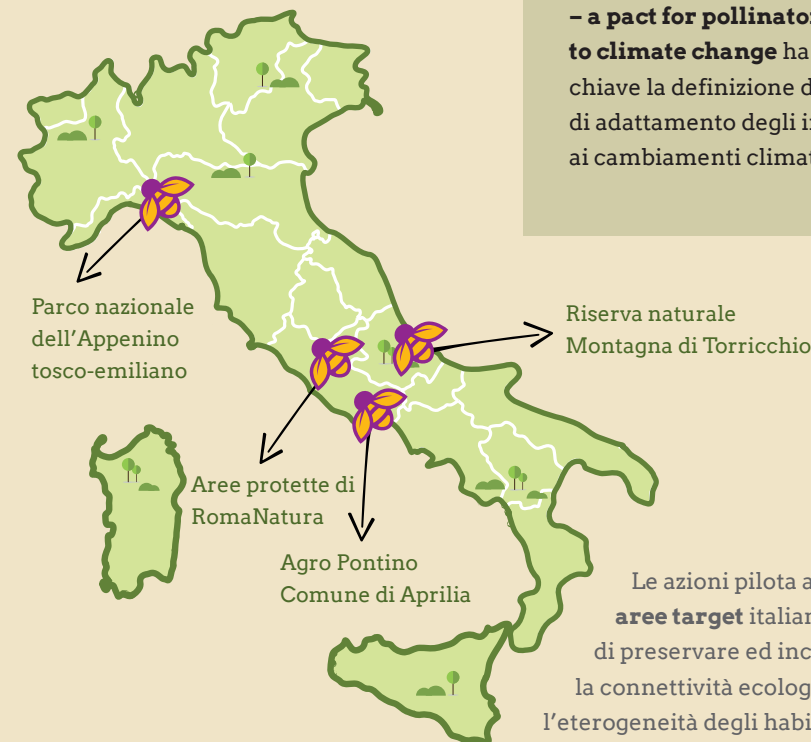 – a pact for pollinator
to climate change ha
chiave la definizione d
di adattamento degli i
ai cambiamenti climat
Parco nazionale
dell’Appenino
tosco-emiliano
Riserva naturale
Montagna di Torricchio
Aree protette di
RomaNatura
Agro Pontino
Comune di Aprilia
Le azioni pilota a
aree target italian
di preservare ed inc
la connettività ecolog
l’eterogeneità degli habi